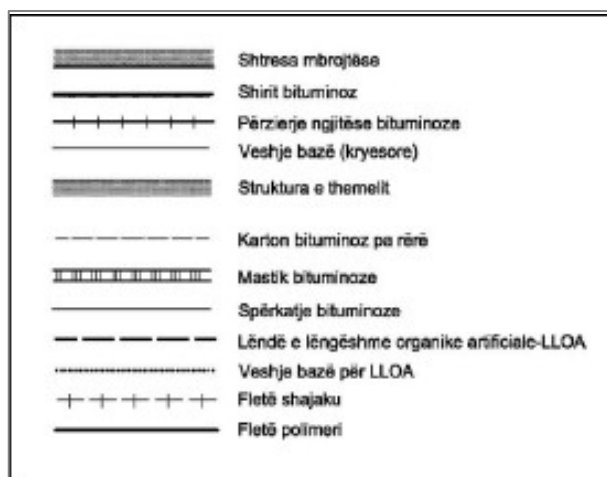 Shtresa mbrojtëse
Shirit bituminoz
Përzierje ngjitëse bituminoze
Veshje bazë (kryesore)
Struktura e themelit
Karton bituminoz pa rërë
Mastik bituminoze
Spërkatje bituminoze
Lëndë e lëngëshme organike artificiale-LLOA
Veshje bazë për LLOA
Fletë shajaku
Fletë polimeri